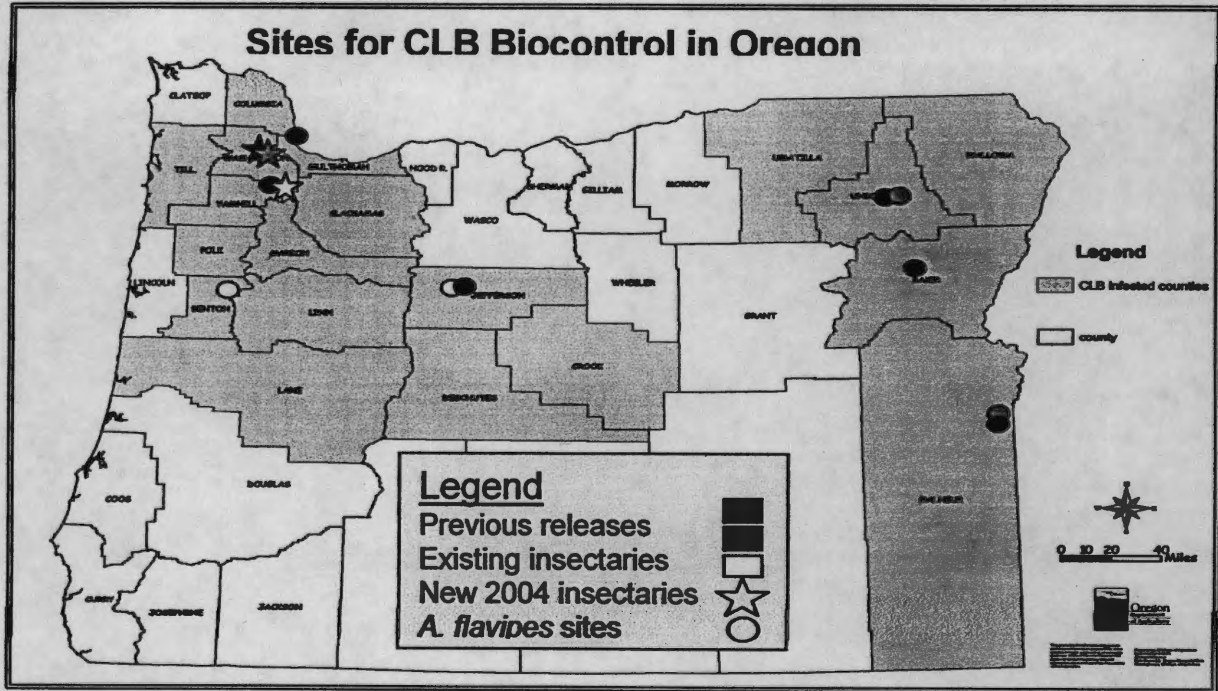 Sites for CLB Biocontrol in Oregon
CLATSOP
COLUMBIA
TILL
MULTNOMAH
HOOD R.
YAMHILL
CLACKAMAS
WASCO
SHERMAN
GILLIAM
MORROW
UMATILLA
WALLOWA
POLK
MARION
LINCOLN
BENTON
LINN
JEFFERSON
WHEELER
GRANT
BAKER
LANE
DESCHUTES
CROOK
COOS
DOUGLAS
MALHEUR
CURRY
JOSEPHINE
JACKSON
Legend
CLB Infested counties
county
Legend
Previous releases
Existing insectaries
New 2004 insectaries
A. flavipes sites
0 10 20 40
Miles
Oregon